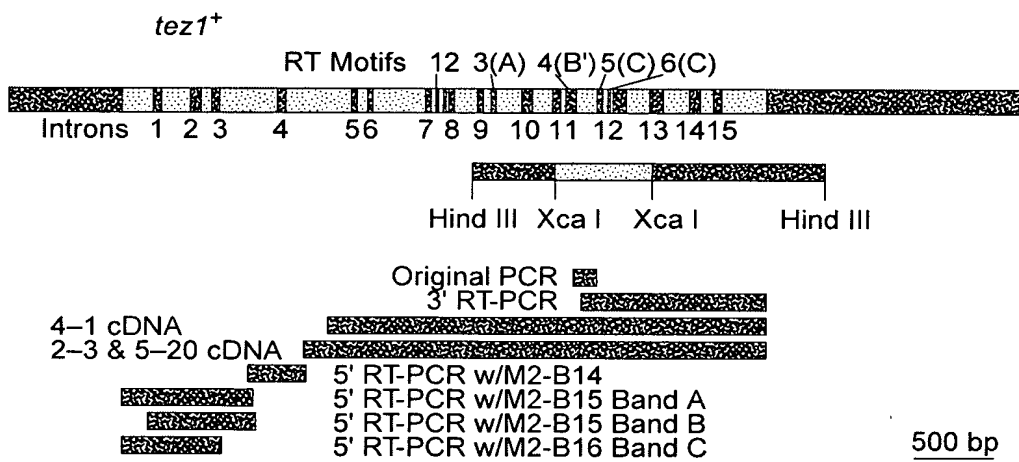 tez1+
RT Motifs 12 3(A) 4(B') 5(C) 6(C)
Introns 1 2 3 4 5 6 7 8 9 10 11 12 13 14 15
Hind III Xca I Xca I Hind III
Original PCR
3' RT-PCR
4–1 cDNA
2–3 & 5–20 cDNA
5' RT-PCR w/M2-B14
5' RT-PCR w/M2-B15 Band A
5' RT-PCR w/M2-B15 Band B
5' RT-PCR w/M2-B16 Band C
500 bp